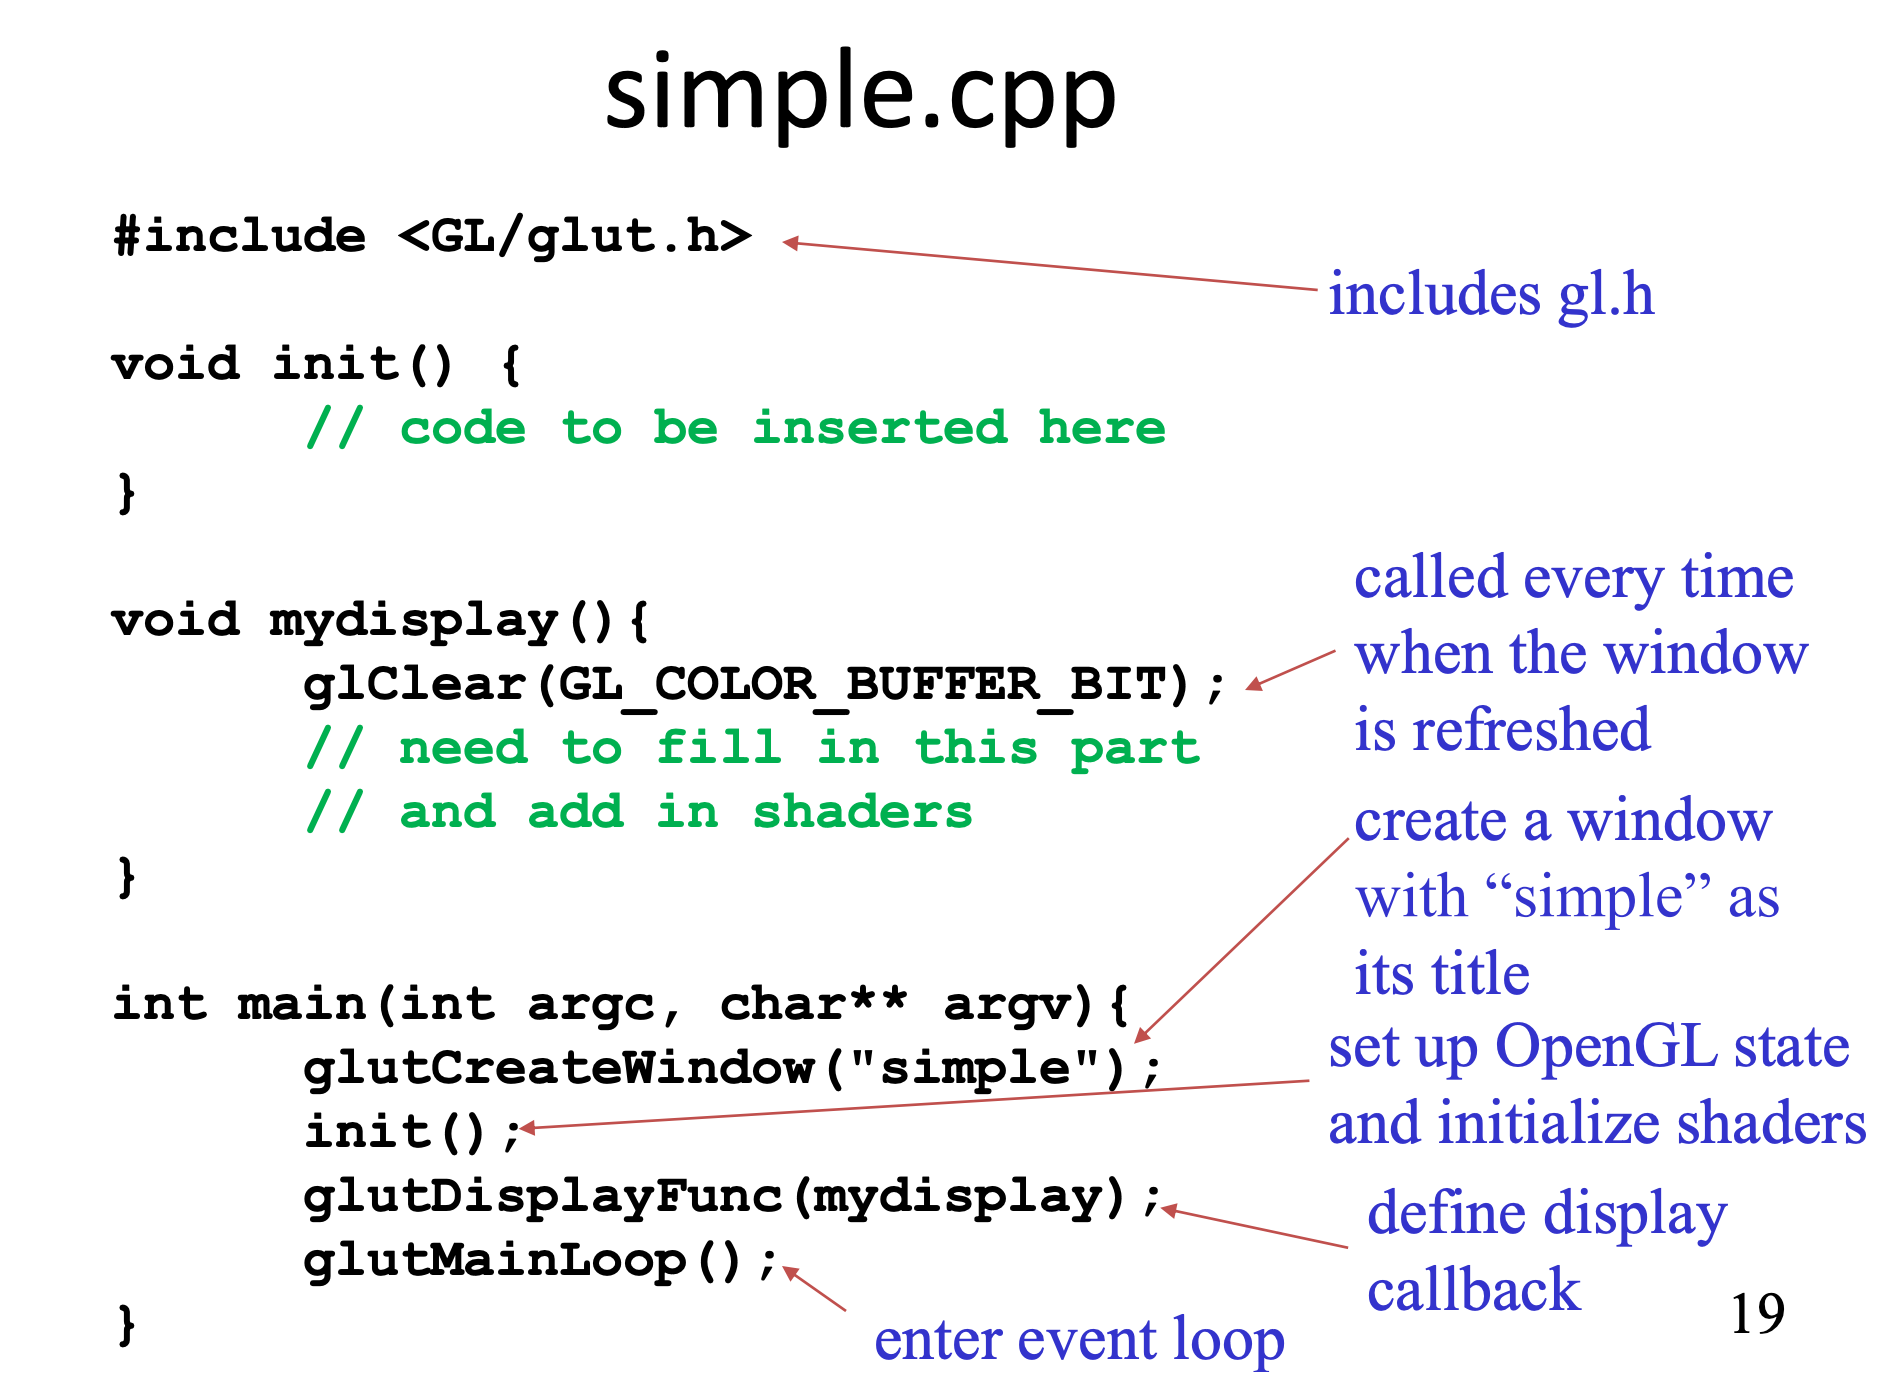 simple.cpp
#include <GL/glut.h>
includes gl.h
void init() {
// code to be inserted here
}
void mydisplay(){
glClear(GL_COLOR_BUFFER_BIT);
// need to fill in this part
// and add in shaders
}
called every time
when the window
is refreshed
create a window
with “simple” as
its title
int main(int argc, char** argv){
glutCreateWindow("simple");
init();
glutDisplayFunc(mydisplay);
glutMainLoop();
}
set up OpenGL state
and initialize shaders
define display
callback
enter event loop
19